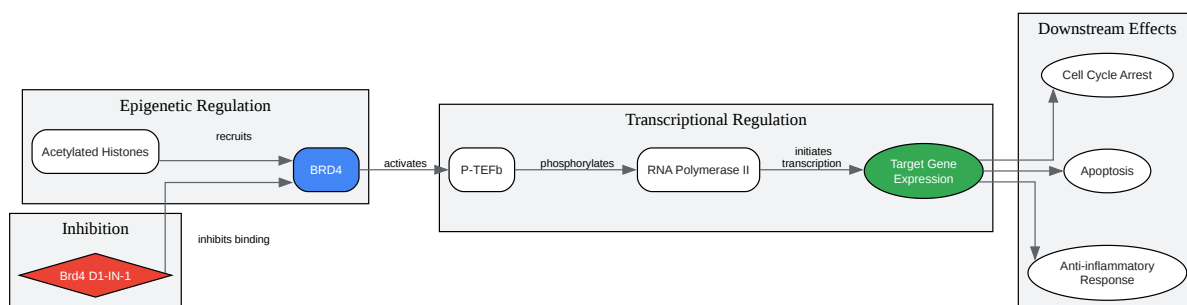 Downstream Effects
Cell Cycle Arrest
Epigenetic Regulation
Transcriptional Regulation
recruits
Acetylated Histones
BRD4
activates
P-TEFb
phosphorylates
RNA Polymerase II
initiates
transcription
Target Gene
Expression
Apoptosis
Inhibition
inhibits binding
Brd4 D1-IN-1
Anti-inflammatory
Response